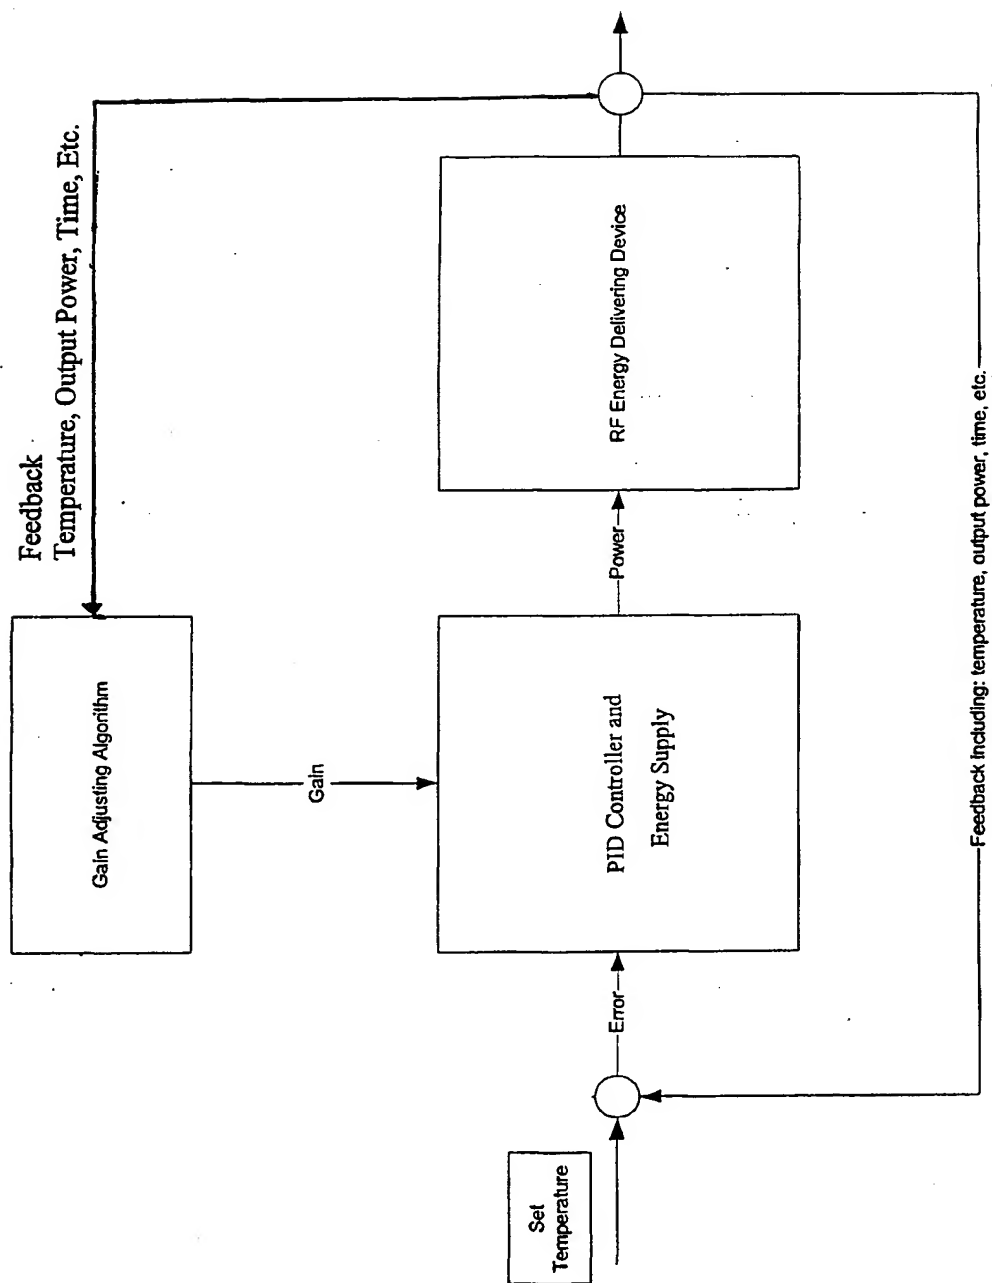 Feedback
Temperature, Output Power, Time, Etc.
Gain Adjusting Algorithm
Gain
Set
Temperature
Error
PID Controller and
Energy Supply
Power
RF Energy Delivering Device
Feedback Including: temperature, output power, time, etc.